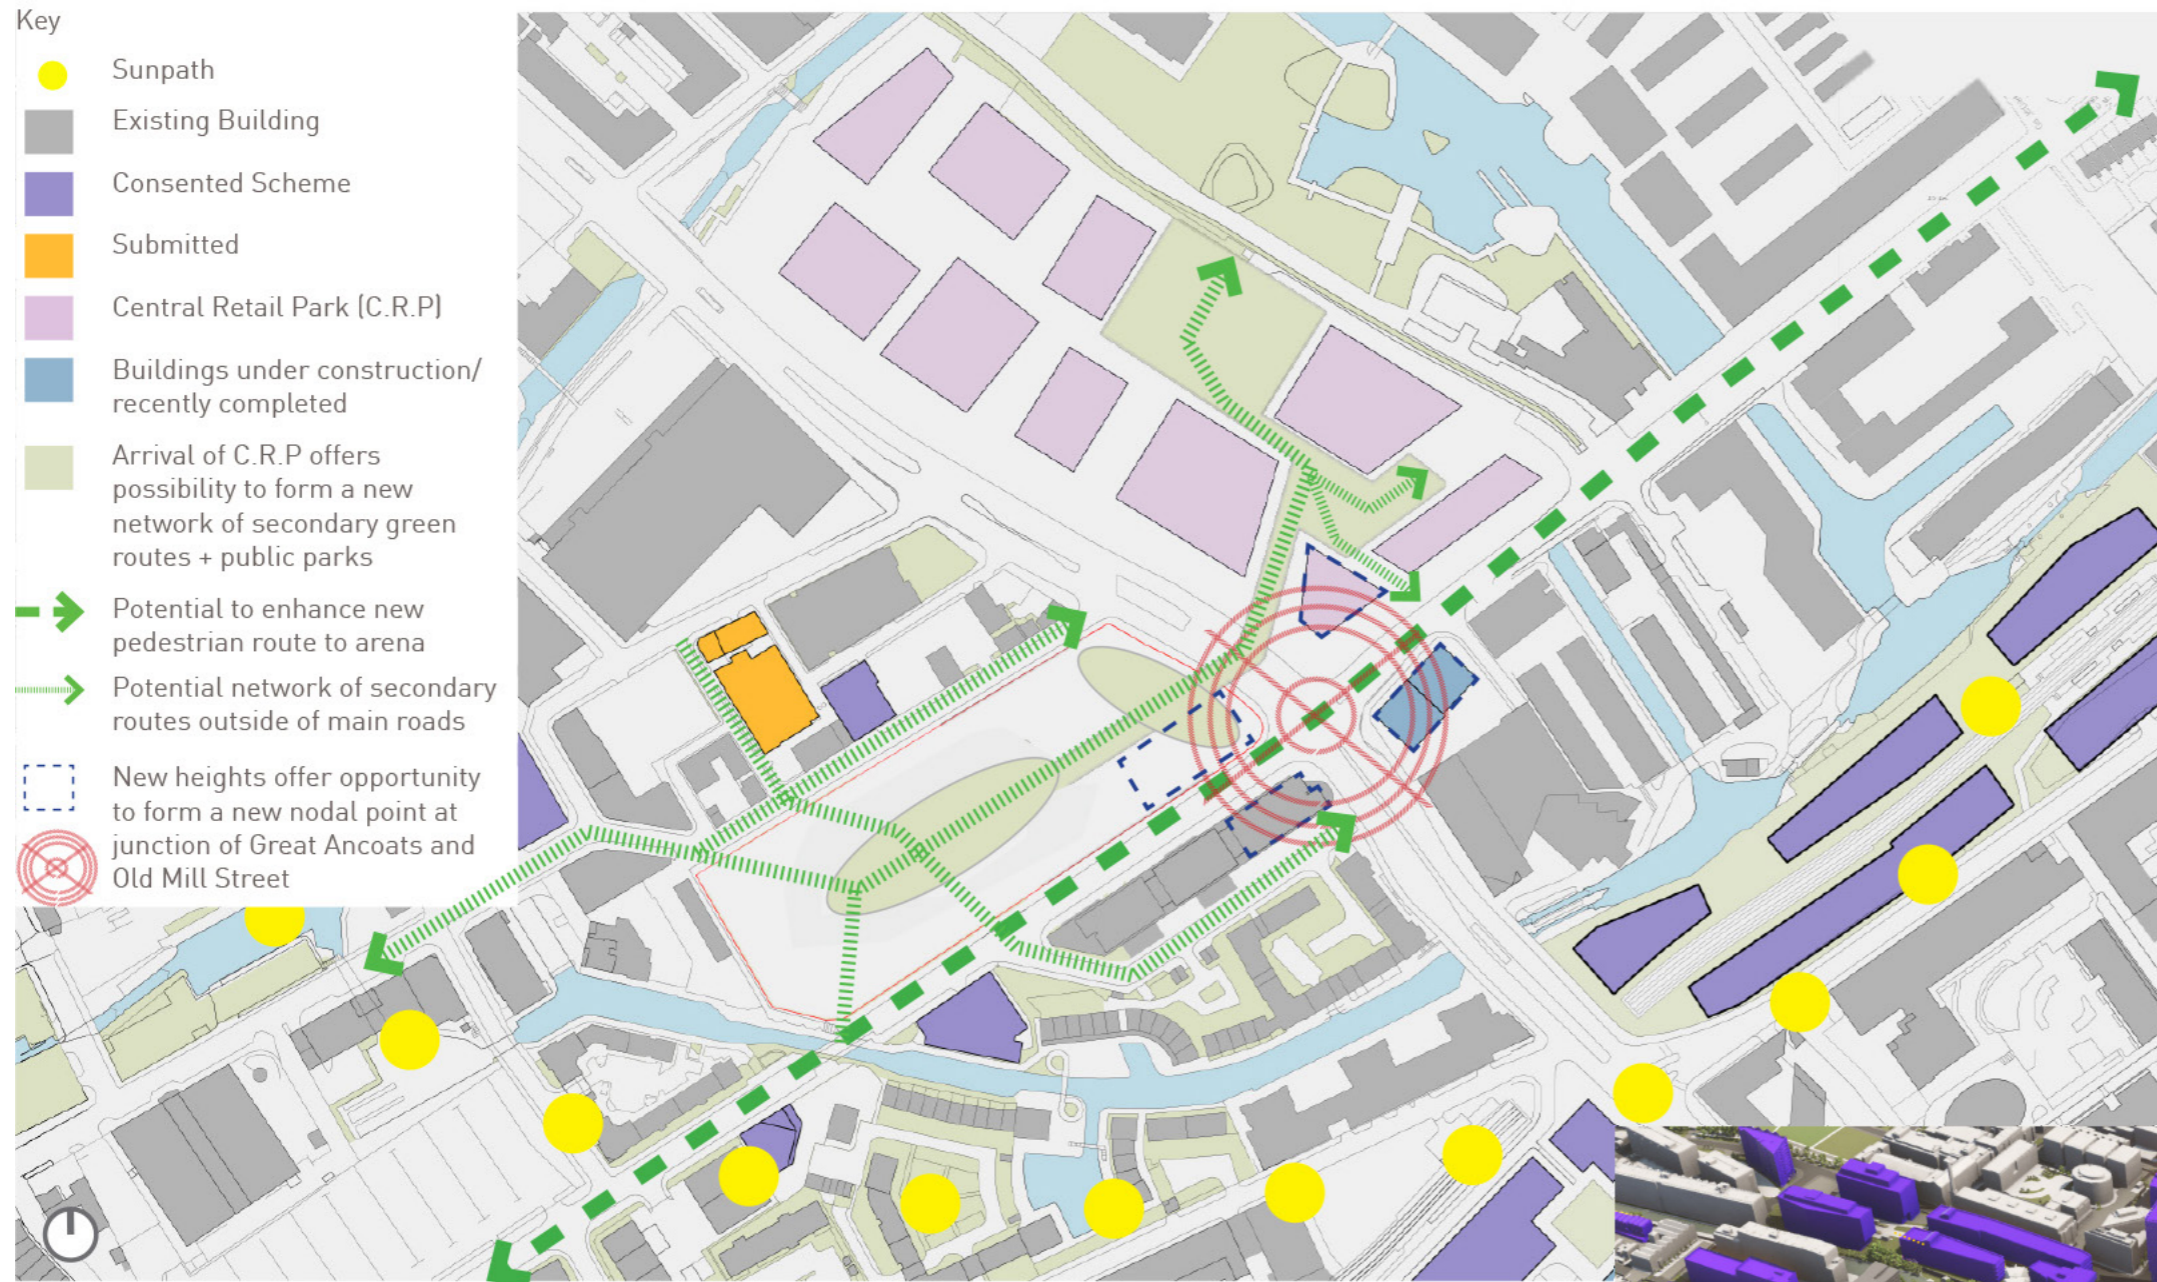 Key
Sunpath
Existing Building
Consented Scheme
Submitted
Central Retail Park (C.R.P)
Buildings under construction/
recently completed
Arrival of C.R.P offers
possibility to form a new
network of secondary green
routes + public parks
Potential to enhance new
pedestrian route to arena
Potential network of secondary
routes outside of main roads
New heights offer opportunity
to form a new nodal point at
junction of Great Ancoats and
Old Mill Street